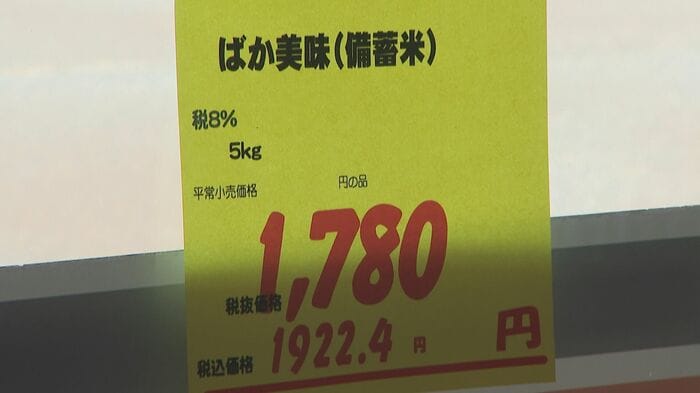 ばか美味(備蓄米)
税8%
5kg
平常小売価格 円の品
1,780
税抜価格
円
税込価格 1922.4 円